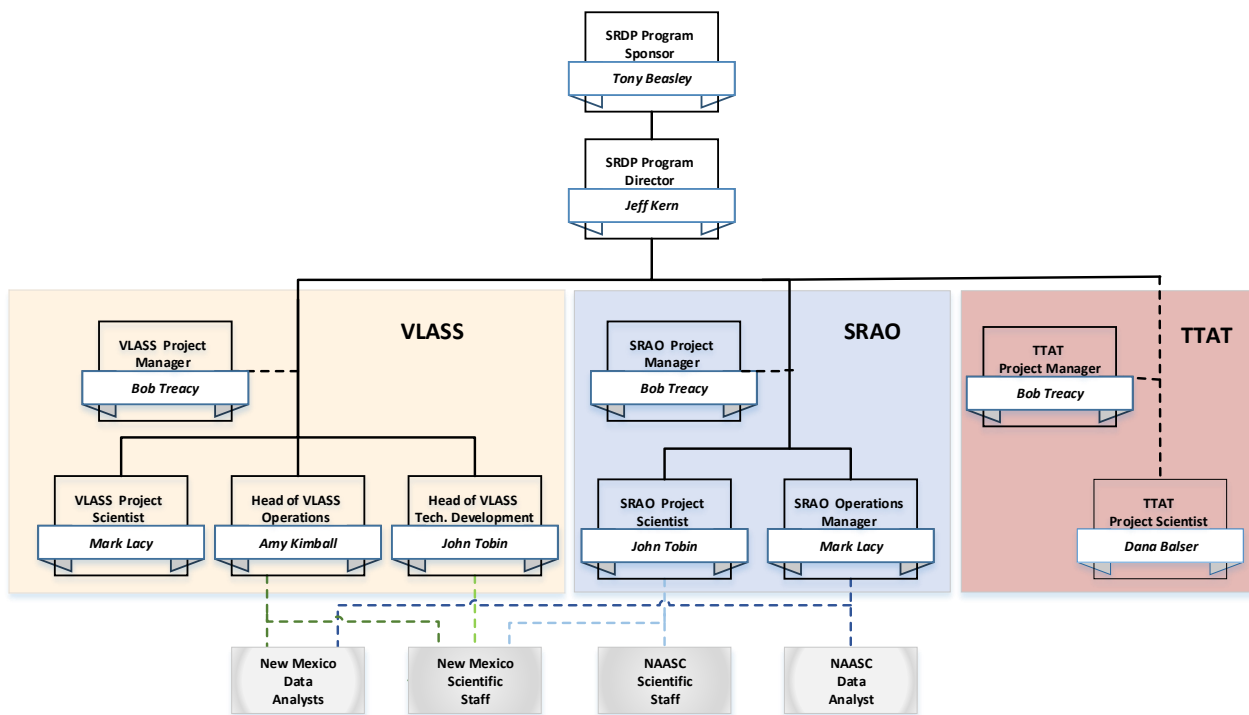 SRDP Program
Sponsor
Tony Beasley
SRDP Program
Director
Jeff Kern
VLASS
VLASS Project
Manager
Bob Treacy
VLASS Project
Scientist
Mark Lacy
Head of VLASS
Operations
Amy Kimball
Head of VLASS
Tech. Development
John Tobin
SRAO
SRAO Project
Manager
Bob Treacy
SRAO Project
Scientist
John Tobin
SRAO Operations
Manager
Mark Lacy
TTAT
TTAT
Project Manager
Bob Treacy
TTAT
Project Scientist
Dana Balser
New Mexico
Data
Analysts
New Mexico
Scientific
Staff
NAASC
Scientific
Staff
NAASC
Data
Analyst